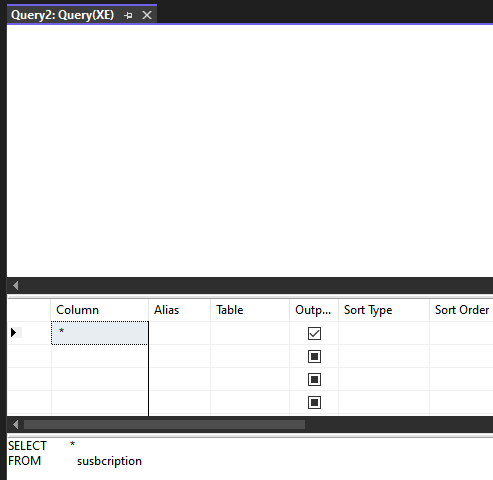 Query2: Query(XE)
Column Alias Table Outp... Sort Type Sort Order
*
SELECT *
FROM susbcription